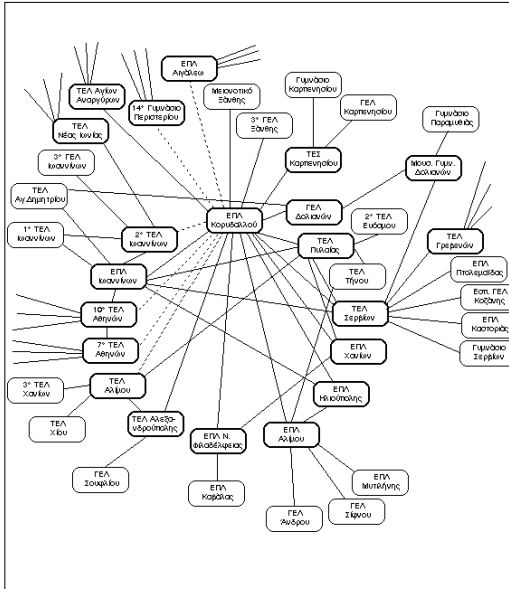 ΕΠΛ
Αιγάλεω
ΤΕΛ Αγίων
Αναργύρων
14° Γυμνάσιο
Περιστερίου
Μειονοτικό
Ξάνθης
Γυμνάσιο
Καρπενησίου
ΓΕΛ
Καρπενησίου
Γυμνάσιο
Παραμυθιάς
ΤΕΛ
Νέας Ιωνίας
3° ΓΕΛ
Ξάνθης
3° ΓΕΛ
Ιωαννίνων
ΤΕΣ
Καρπενησίου
Μουσ. Γυμν.
Δολιανών
ΤΕΛ
Αγ.Δημητρίου
ΕΠΛ
Κορυδαλλού
ΓΕΛ
Δολιανών
2° ΤΕΛ
Ευόσμου
1° ΤΕΛ
Ιωαννίνων
2° ΤΕΛ
Ιωαννίνων
ΤΕΛ
Πυλαίας
ΤΕΛ
Γρεβενών
ΕΠΛ
Ιωαννίνων
ΤΕΛ
Τήνου
ΕΠΛ
Πτολεμαΐδας
Εσπ. ΓΕΛ
Κοζάνης
10° ΤΕΛ
Αθηνών
ΤΕΛ
Σερβίων
ΕΠΛ
Καστοριάς
7° ΤΕΛ
Αθηνών
ΕΠΛ
Χανίων
Γυμνάσιο
Σερβίων
3° ΤΕΛ
Χανίων
ΤΕΛ
Αλίμου
ΕΠΛ
Ηλιούπολης
ΤΕΛ
Χίου
ΤΕΛ Αλεξα-
νδρούπολης
ΕΠΛ Ν.
Φιλαδέλφειας
ΕΠΛ
Αλίμου
ΓΕΛ
Σουφλίου
ΕΠΛ
Καβάλας
ΕΠΛ
Μυτιλήνης
ΓΕΛ
Άνδρου
ΓΕΛ
Σίφνου